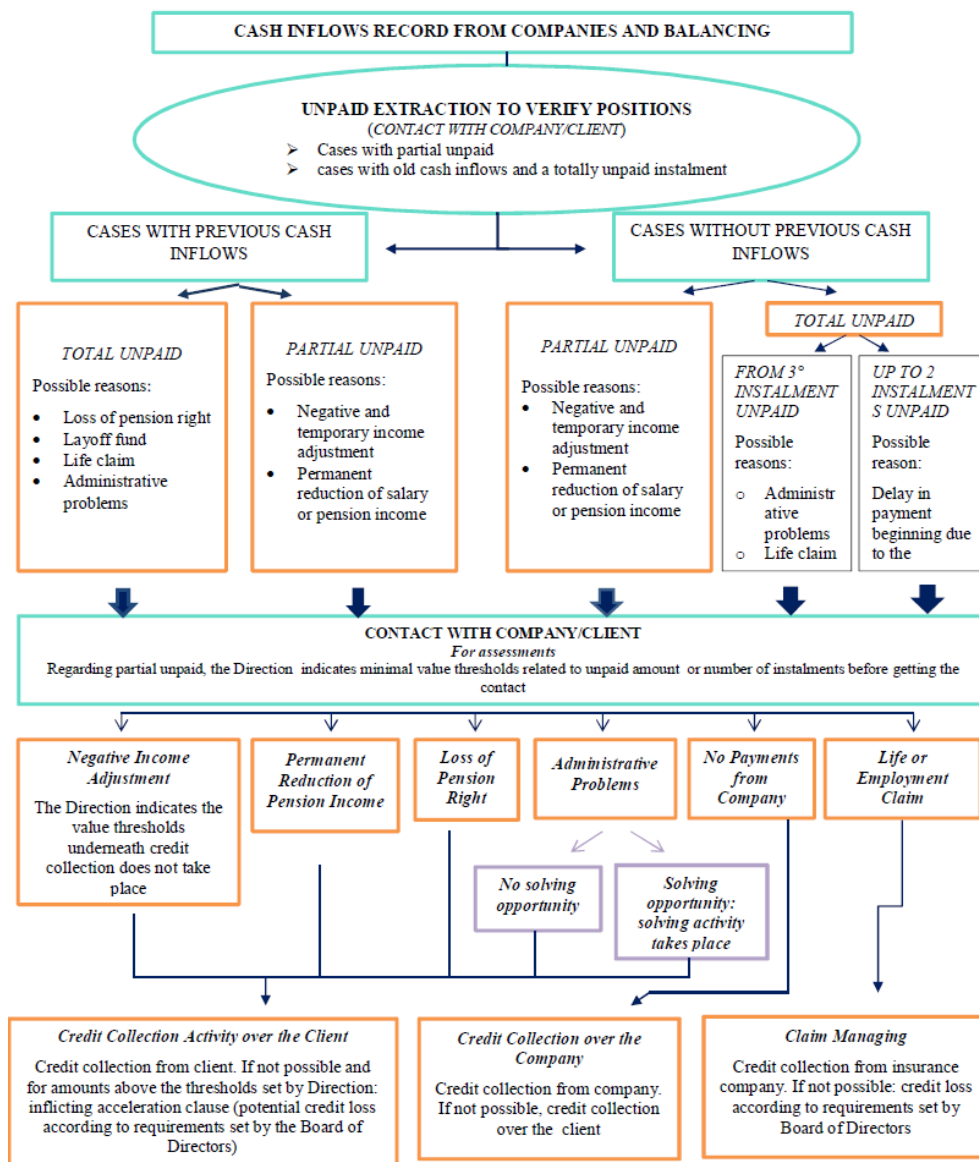 CASH INFLOWS RECORD FROM COMPANIES AND BALANCING
UNPAID EXTRACTION TO VERIFY POSITIONS
(CONTACT WITH COMPANY/CLIENT)
➢ Cases with partial unpaid
➢ cases with old cash inflows and a totally unpaid instalment
CASES WITH PREVIOUS CASH
INFLOWS
CASES WITHOUT PREVIOUS CASH
INFLOWS
TOTAL UNPAID
Possible reasons:
• Loss of pension right
• Layoff fund
• Life claim
• Administrative
problems
PARTIAL UNPAID
Possible reasons:
• Negative and
temporary income
adjustment
• Permanent
reduction of salary
or pension income
PARTIAL UNPAID
Possible reasons:
• Negative and
temporary income
adjustment
• Permanent
reduction of salary
or pension income
TOTAL UNPAID
FROM 3°
INSTALMENT
UNPAID
Possible
reasons:
o Administr
ative
problems
o Life claim
UP TO 2
INSTALMENT
S UNPAID
Possible
reason:
Delay in
payment
beginning due to
the
CONTACT WITH COMPANY/CLIENT
For assessments
Regarding partial unpaid, the Direction indicates minimal value thresholds related to unpaid amount or number of instalments before getting the
contact
Negative Income
Adjustment
The Direction indicates the
value thresholds
underneath credit
collection does not take
place
Permanent
Reduction of
Pension Income
Loss of
Pension
Right
Administrative
Problems
No Payments
from
Company
Life or
Employment
Claim
No solving
opportunity
Solving
opportunity:
solving activity
takes place
Credit Collection Activity over the Client
Credit collection from client. If not possible and
for amounts above the thresholds set by Direction:
inflicting acceleration clause (potential credit loss
according to requirements set by the Board of
Directors)
Credit Collection over the
Company
Credit collection from company.
If not possible, credit collection
over the client
Claim Managing
Credit collection from insurance
company. If not possible: credit loss
according to requirements set by
Board of Directors